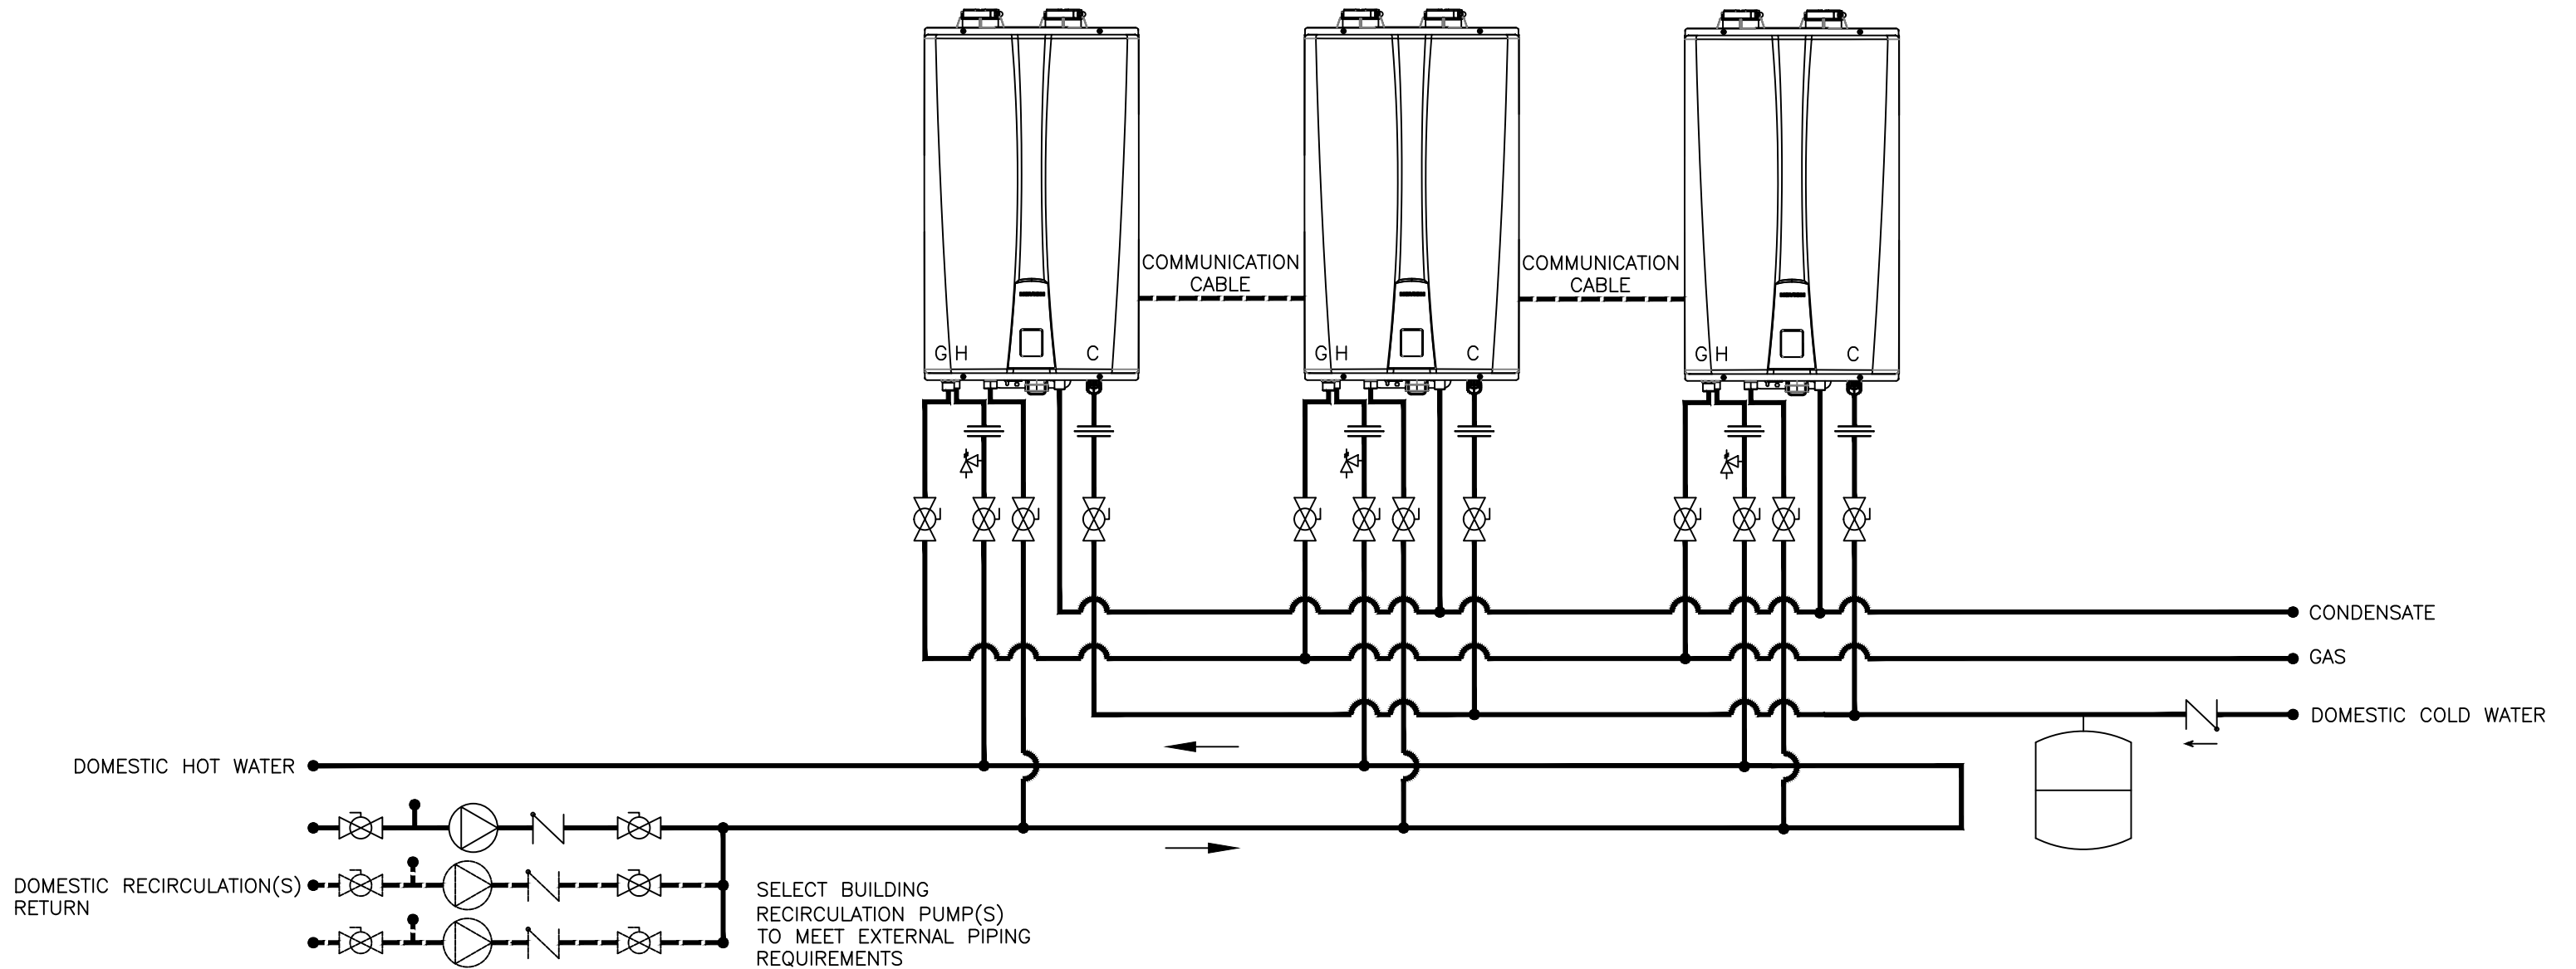 COMMUNICATION
CABLE
COMMUNICATION
CABLE
G H
C
G H
C
G H
C
CONDENSATE
GAS
DOMESTIC COLD WATER
DOMESTIC HOT WATER
DOMESTIC RECIRCULATION(S)
RETURN
SELECT BUILDING
RECIRCULATION PUMP(S)
TO MEET EXTERNAL PIPING
REQUIREMENTS